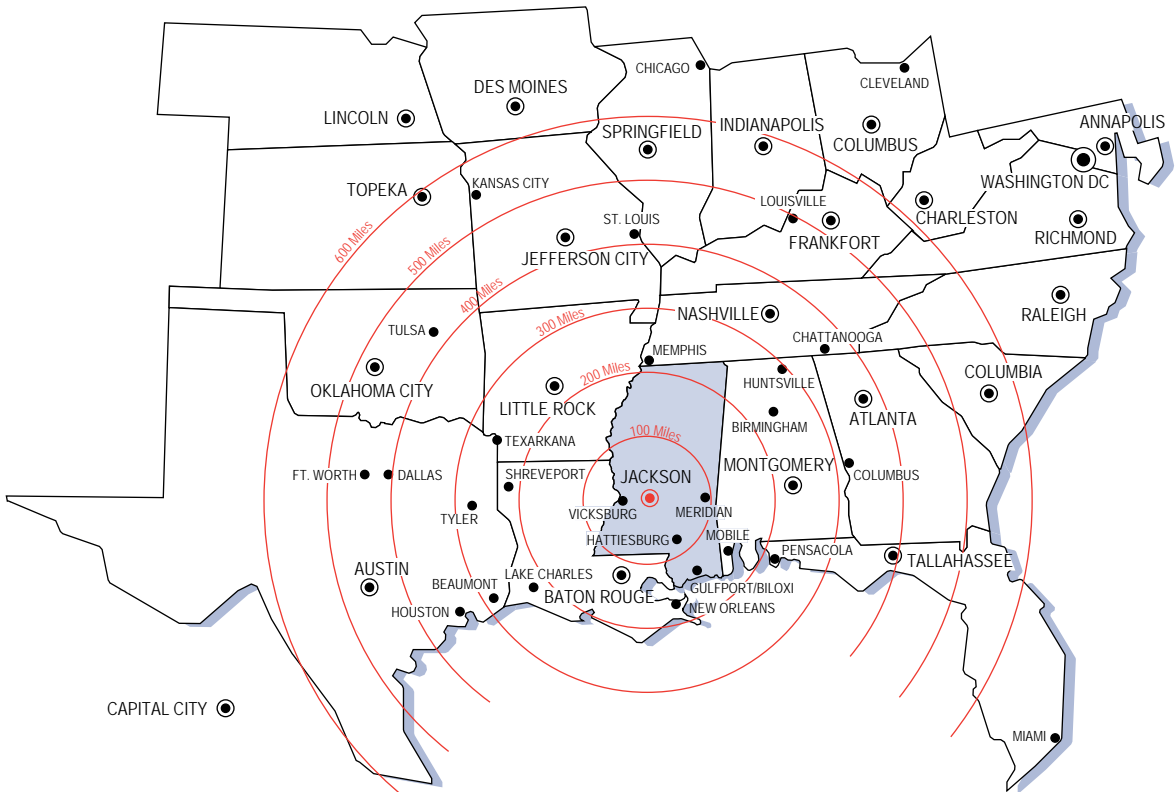 CHICAGO
CLEVELAND
DES MOINES
LINCOLN
SPRINGFIELD
INDIANAPOLIS
COLUMBUS
ANNAPOLIS
WASHINGTON DC
TOPEKA
KANSAS CITY
LOUISVILLE
ST. LOUIS
CHARLESTON
FRANKFORT
RICHMOND
JEFFERSON CITY
600 Miles
500 Miles
400 Miles
300 Miles
200 Miles
100 Miles
RALEIGH
NASHVILLE
TULSA
CHATTANOOGA
MEMPHIS
OKLAHOMA CITY
LITTLE ROCK
HUNTSVILLE
COLUMBIA
ATLANTA
BIRMINGHAM
TEXARKANA
FT. WORTH
DALLAS
SHREVEPORT
JACKSON
MONTGOMERY
COLUMBUS
TYLER
VICKSBURG
MERIDIAN
HATTIESBURG
MOBILE
PENSACOLA
TALLAHASSEE
AUSTIN
BEAUMONT
LAKE CHARLES
BATON ROUGE
GULFPORT/BILOXI
HOUSTON
NEW ORLEANS
CAPITAL CITY
MIAMI